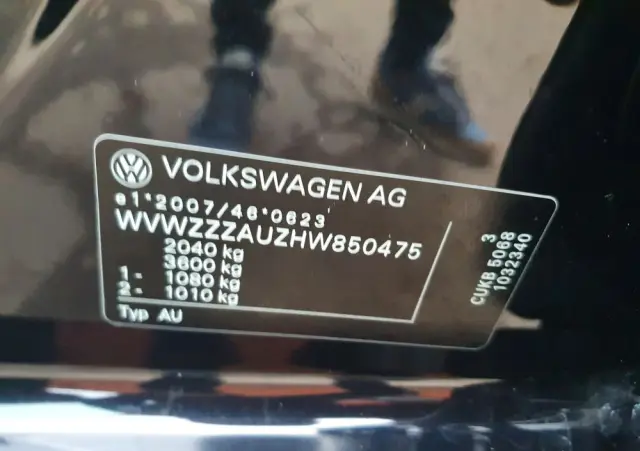 VOLKSWAGEN AG
e1*2007/46*0623
WVWZZZAUZHW850475
2040 kg
3600 kg
1- 1080 kg
2- 1010 kg
Typ AU
3
CUKB 5068
1032340